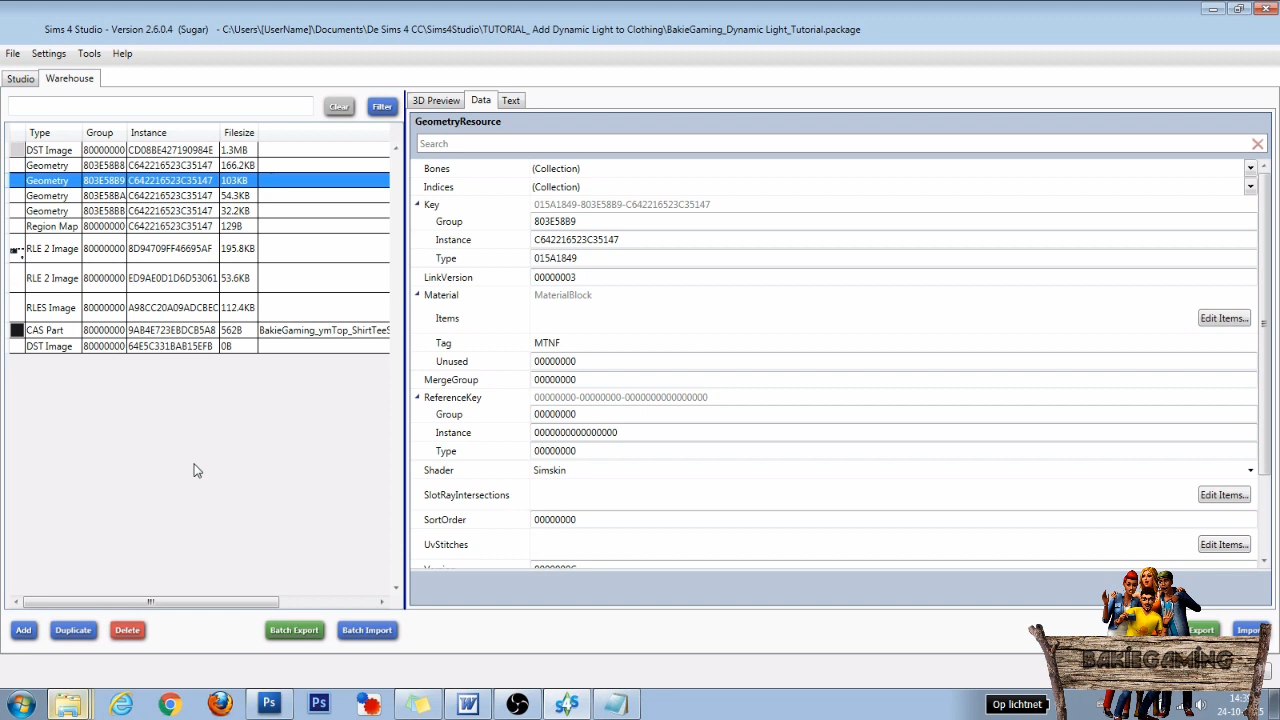 Sims 4 Studio - Version 2.6.0.4 (Sugar) - C:\Users\[UserName]\Documents\De Sims 4 CC\Sims4Studio\TUTORIAL_ Add Dynamic Light to Clothing\BakieGaming_Dynamic Light_Tutorial.package
File Settings Tools Help
Studio Warehouse
Clear Filter
3D Preview Data Text
GeometryResource
Search
Type Group Instance Filesize
DST Image 80000000 CD08BE427190984E 1.3MB
Geometry 803E58B8 C642216523C35147 166.2KB
Geometry 803E58B9 C642216523C35147 103KB
Geometry 803E58BA C642216523C35147 54.3KB
Geometry 803E58BB C642216523C35147 32.2KB
Region Map 80000000 C642216523C35147 129B
RLE 2 Image 80000000 8D94709FF46695AF 195.8KB
RLE 2 Image 80000000 ED9AE0D1D6D53061 53.6KB
RLES Image 80000000 A98CC20A09ADCBEC 112.4KB
CAS Part 80000000 9AB4E723EBDCB5A8 562B BakieGaming_ymTop_ShirtTeeS
DST Image 80000000 64E5C331BAB15EFB 0B
Bones (Collection)
Indices (Collection)
Key 015A1849-803E58B9-C642216523C35147
Group 803E58B9
Instance C642216523C35147
Type 015A1849
LinkVersion 00000003
Material MaterialBlock
Items Edit Items...
Tag MTNF
Unused 00000000
MergeGroup 00000000
ReferenceKey 00000000-00000000-0000000000000000
Group 00000000
Instance 0000000000000000
Type 00000000
Shader Simskin
SlotRayIntersections Edit Items...
SortOrder 00000000
UvStitches Edit Items...
Add Duplicate Delete Batch Export Batch Import
Export Impo
BAKIEGAMING
Op lichtnet